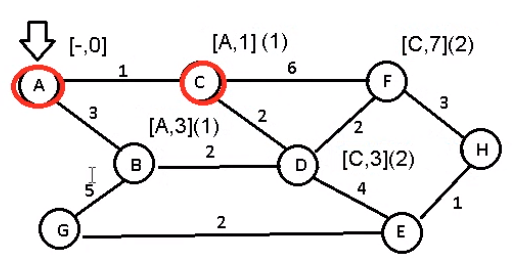 [-,0]
[A,1] (1)
[C,7](2)
A
1
C
6
F
3
[A,3](1)
2
2
3
B
2
D
[C,3](2)
H
5
4
1
G
2
E